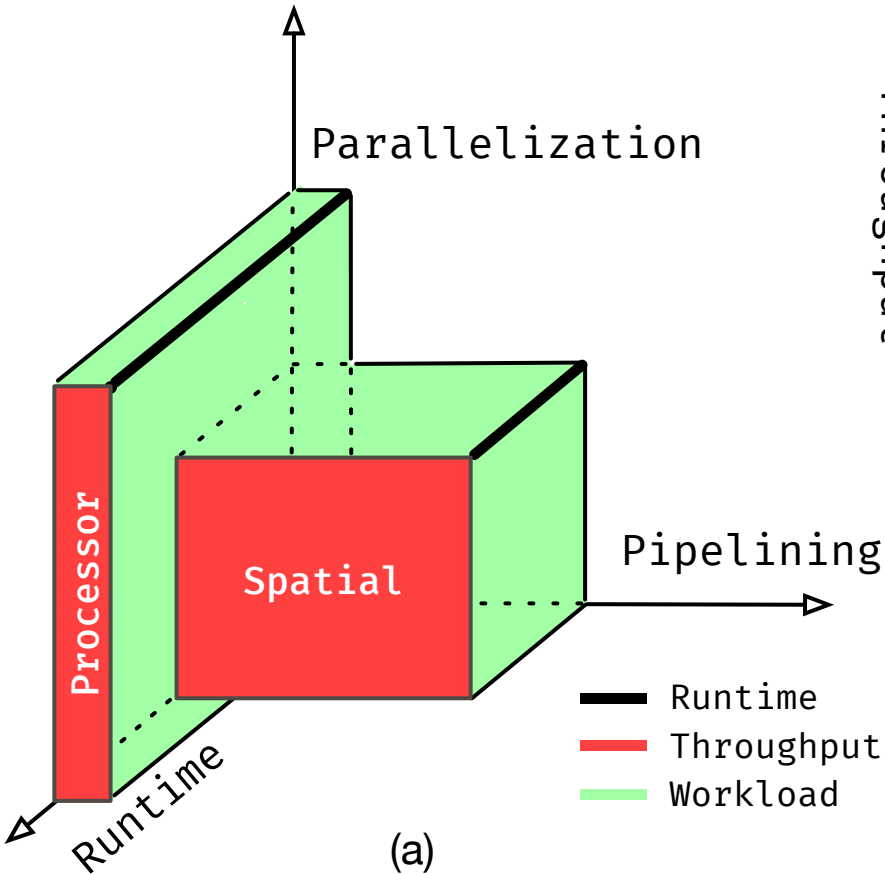 Parallelization
Processor
Spatial
Pipelining
Runtime
Runtime
Throughput
Workload
(a)